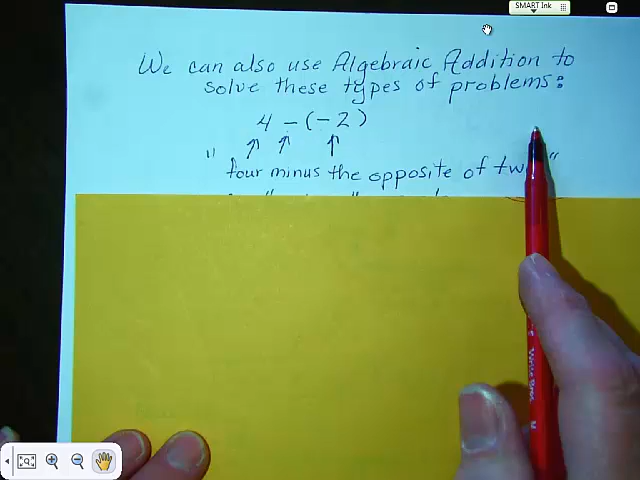 SMART Ink
We can also use Algebraic Addition to
solve these types of problems:
4 - (-2)
"four minus the opposite of two"